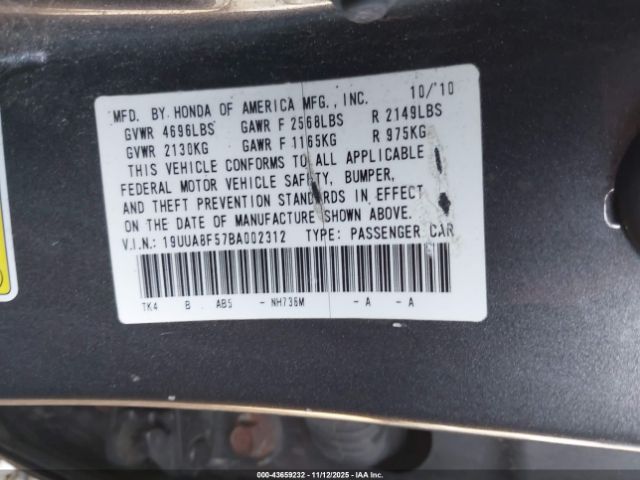 MFD. BY HONDA OF AMERICA MFG., INC. 10/'10
GVWR 4696LBS GAWR F 2568LBS R 2149LBS
GVWR 2130KG GAWR F 1165KG R 975KG
THIS VEHICLE CONFORMS TO ALL APPLICABLE
FEDERAL MOTOR VEHICLE SAFETY, BUMPER,
AND THEFT PREVENTION STANDARDS IN EFFECT
ON THE DATE OF MANUFACTURE SHOWN ABOVE.
V.I.N.: 19UUA8F57BA002312 TYPE: PASSENGER CAR
TK4 B AB5 - NH736M - A - A
000-43659232 - 11/12/2025 - IAAI.COM